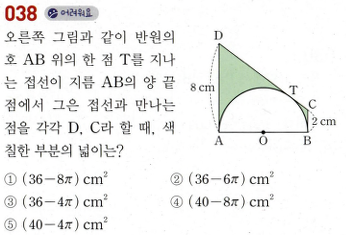 038 어려워요
오른쪽 그림과 같이 반원의
호 AB 위의 한 점 T를 지나
는 접선이 지름 AB의 양 끝
점에서 그은 접선과 만나는
점을 각각 D, C라 할 때, 색
칠한 부분의 넓이는?
D
8 cm
T
C
2 cm
A
O
B
① (36-8π) cm²
② (36-6π) cm²
③ (36-4π) cm²
④ (40-8π) cm²
⑤ (40-4π) cm²